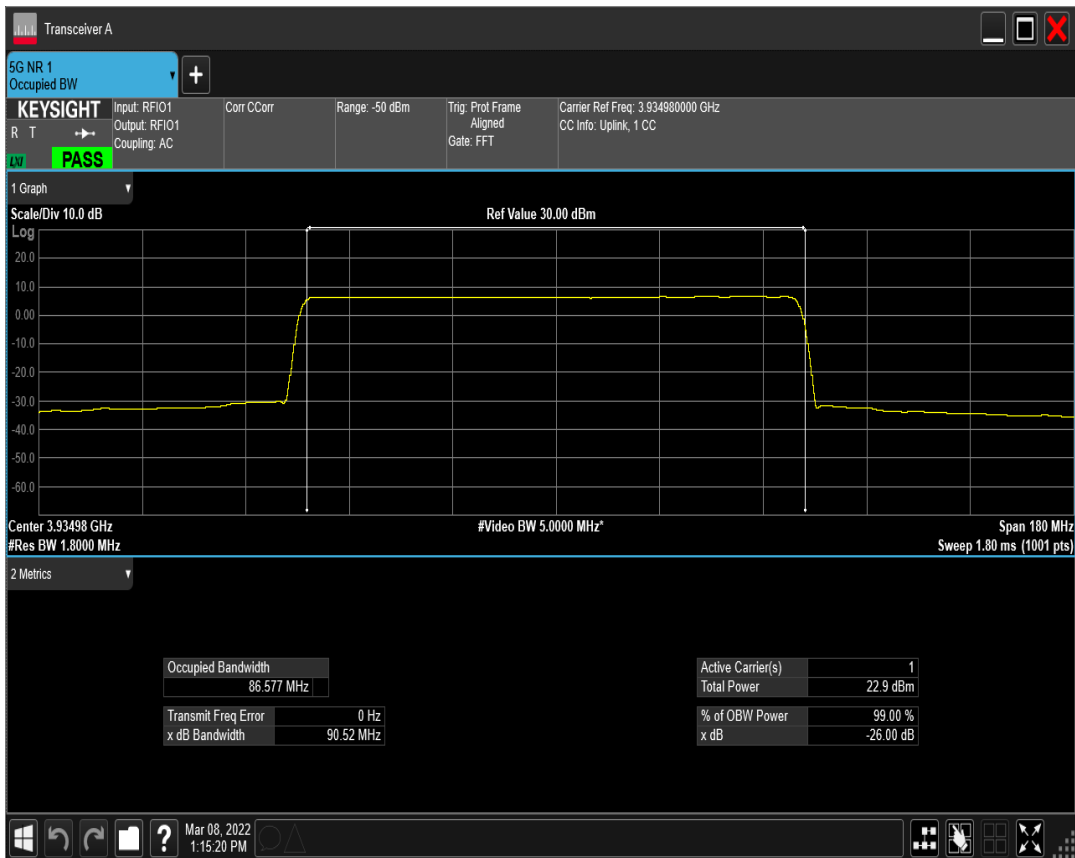 Transceiver A
5G NR 1
Occupied BW
+
KEYSIGHT
R T
LXI
PASS
Input: RFIO1
Output: RFIO1
Coupling: AC
Corr CCorr
Range: -50 dBm
Trig: Prot Frame
Aligned
Gate: FFT
Carrier Ref Freq: 3.934980000 GHz
CC Info: Uplink, 1 CC
1 Graph
Scale/Div 10.0 dB
Ref Value 30.00 dBm
Log
20.0
10.0
0.00
-10.0
-20.0
-30.0
-40.0
-50.0
-60.0
Center 3.93498 GHz
#Video BW 5.0000 MHz*
Span 180 MHz
#Res BW 1.8000 MHz
Sweep 1.80 ms (1001 pts)
2 Metrics
Occupied Bandwidth
86.577 MHz
Transmit Freq Error 0 Hz
x dB Bandwidth 90.52 MHz
Active Carrier(s) 1
Total Power 22.9 dBm
% of OBW Power 99.00 %
x dB -26.00 dB
?
Mar 08, 2022
1:15:20 PM